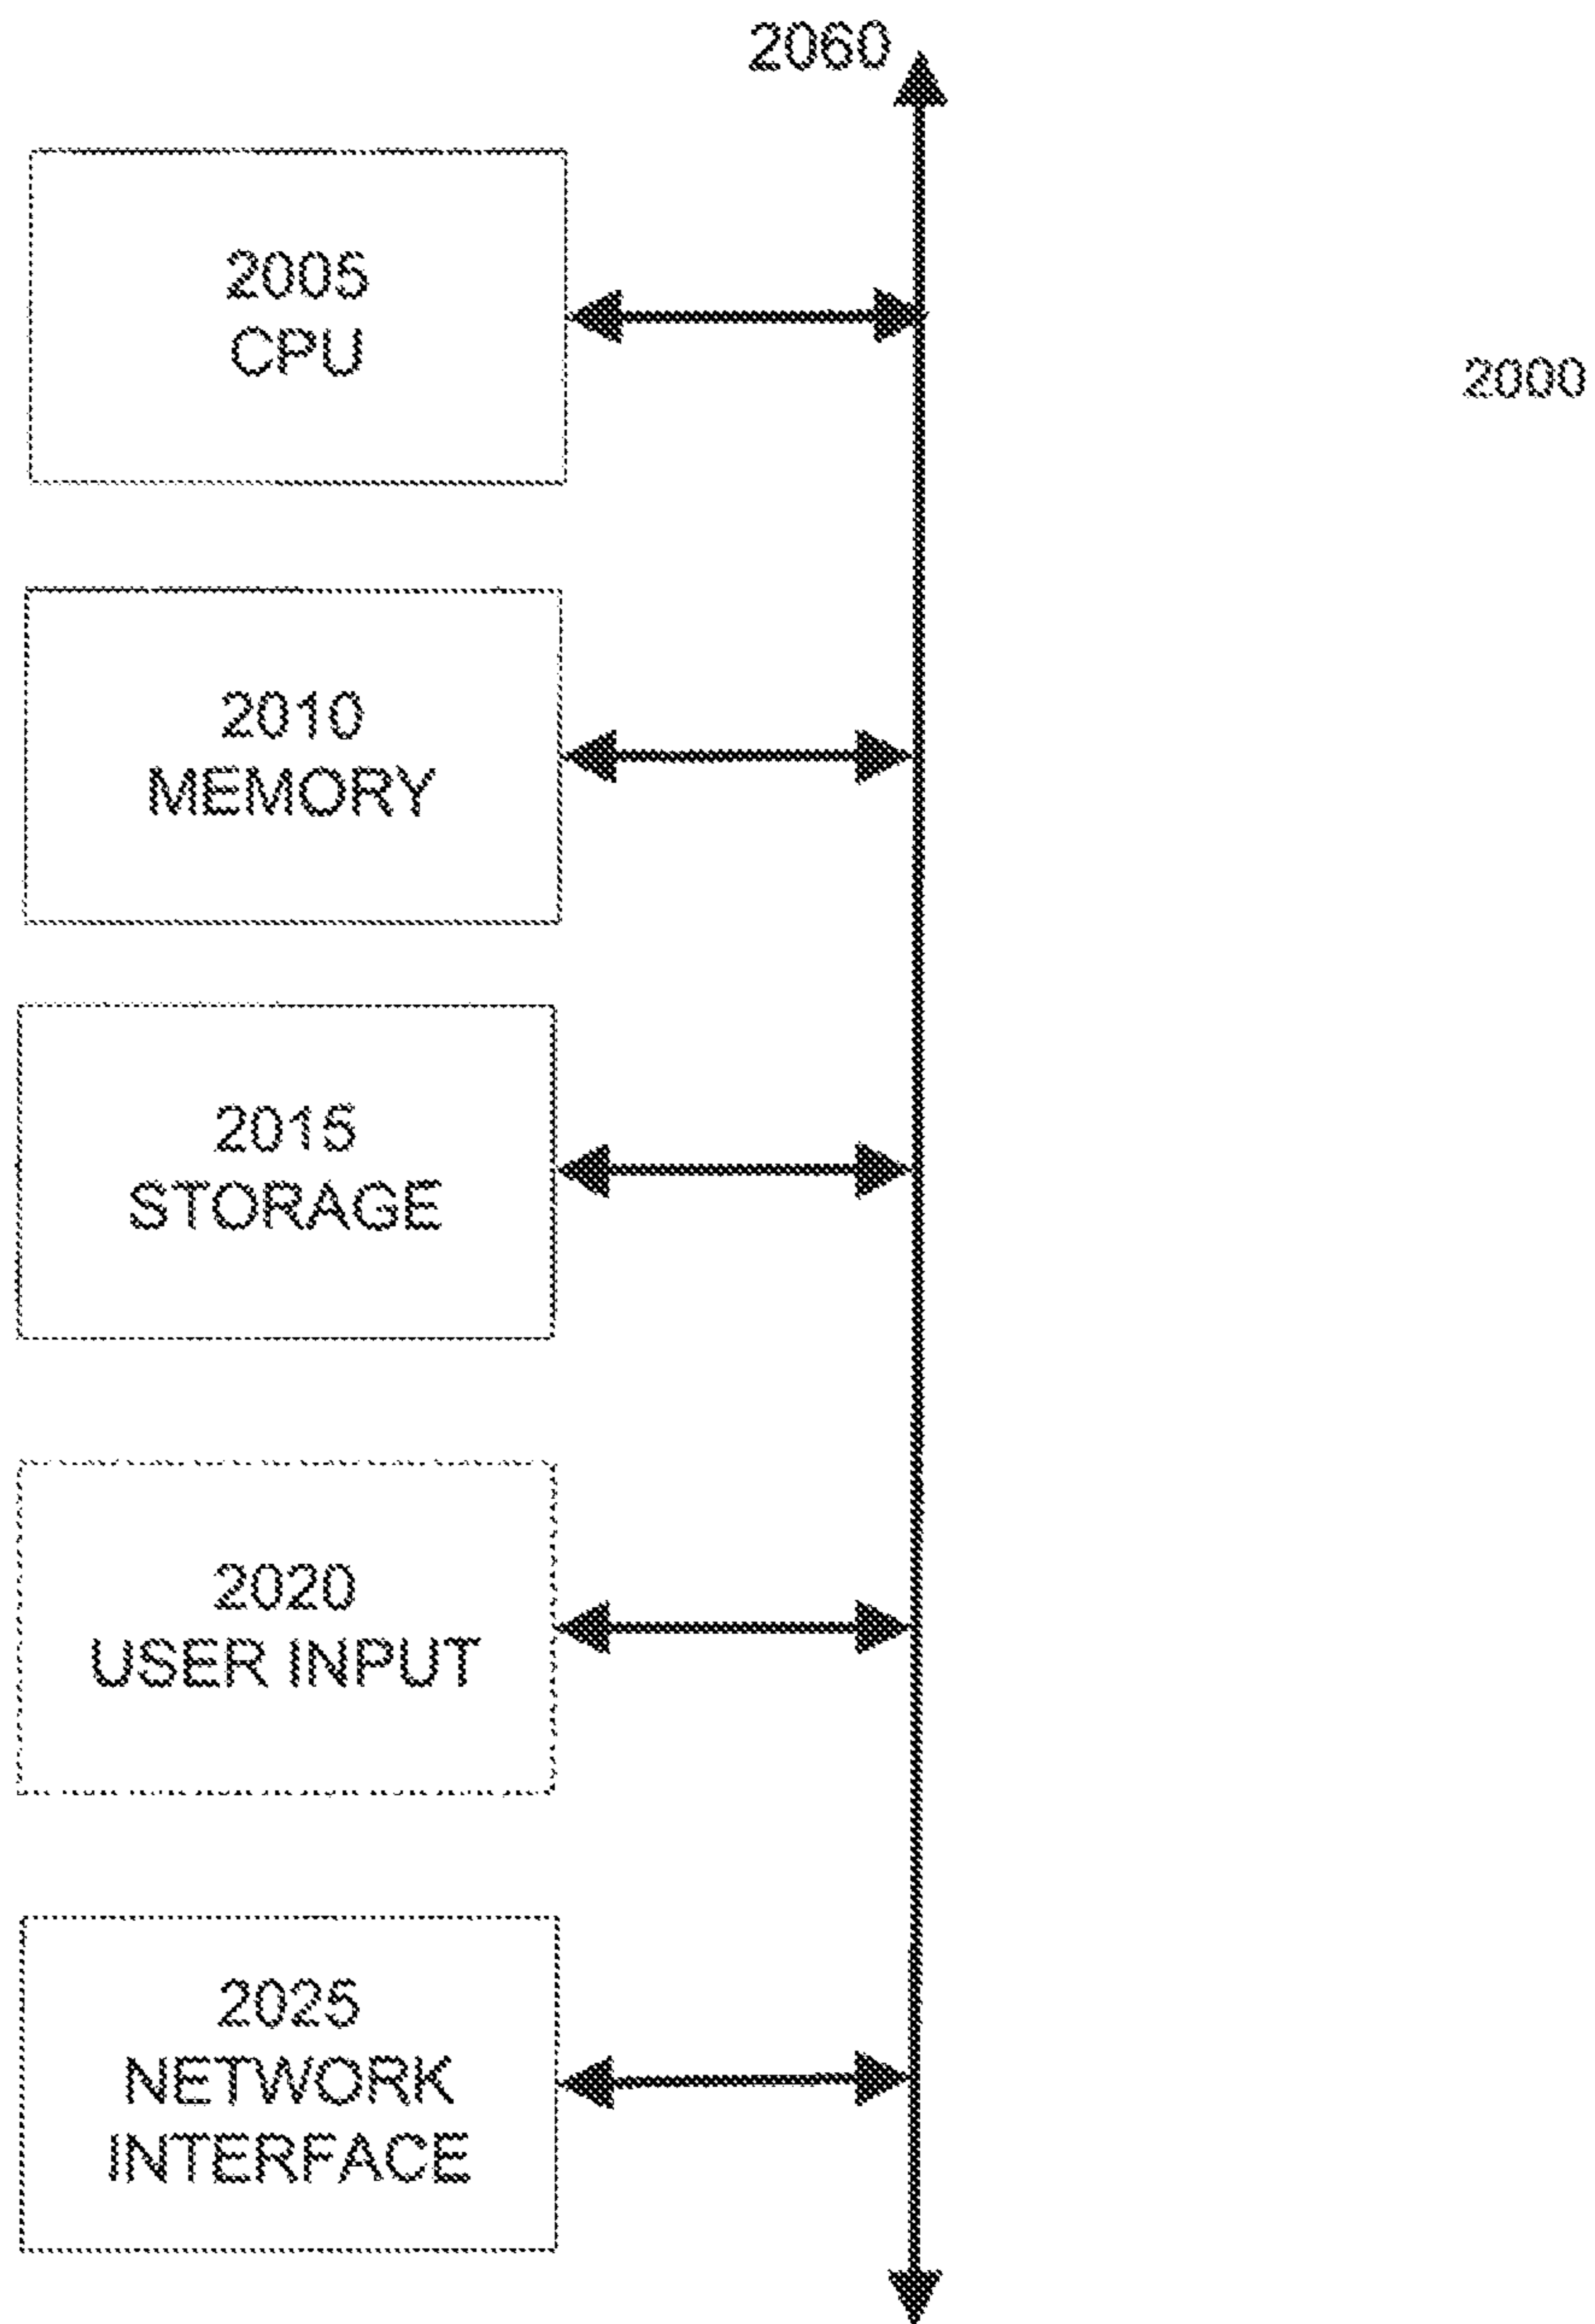 2060
2005
CPU
2000
2010
MEMORY
2015
STORAGE
2020
USER INPUT
2025
NETWORK
INTERFACE